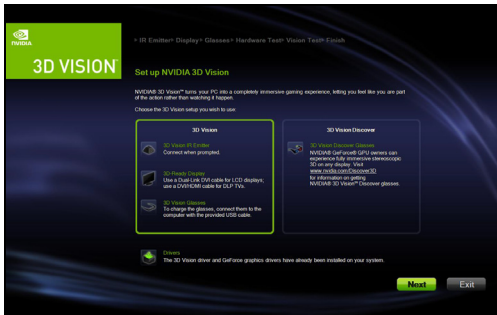 NVIDIA
3D VISION
+ IR Emitter+ Display+ Glasses+ Hardware Test+ Vision Test+ Finish
Set up NVIDIA 3D Vision
NVIDIA® 3D Vision™ turns your PC into a completely immersive gaming experience, letting you feel like you are part
of the action rather than watching it happen.
Choose the 3D Vision setup you wish to use:
3D Vision
3D Vision IR Emitter
Connect when prompted.
3D-Ready Display
Use a Dual-Link DVI cable for LCD displays;
use a DVI/HDMI cable for DLP TVs.
3D Vision Glasses
To charge the glasses, connect them to the
computer with the provided USB cable.
3D Vision Discover
3D Vision Discover Glasses
NVIDIA® GeForce® GPU owners can
experience fully immersive stereoscopic
3D on any display. Visit
www.nvidia.com/Discover3D
for information on getting
NVIDIA® 3D Vision™ Discover glasses.
Drivers
The 3D Vision driver and GeForce graphics drivers have already been installed on your system.
Next
Exit